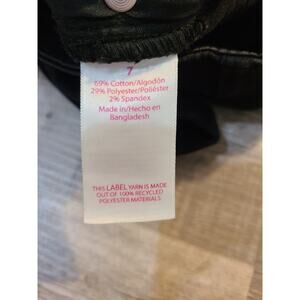 7
69% Cotton/Algodón
29% Polyester/Poliéster
2% Spandex
Made in/Hecho en
Bangladesh
THIS LABEL YARN IS MADE
OUT OF 100% RECYCLED
POLYESTER MATERIALS